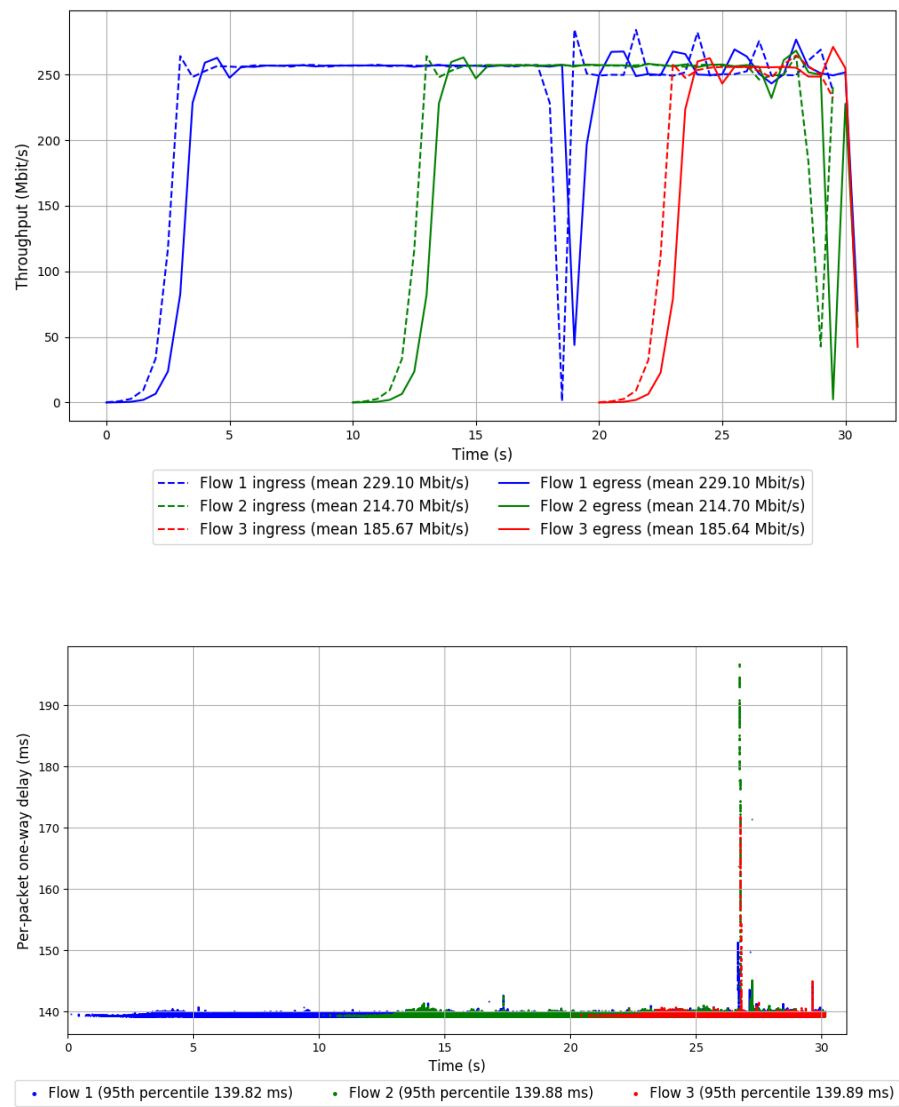 250
200
150
100
50
0
Throughput (Mbit/s)
0 5 10 15 20 25 30
Time (s)
Flow 1 ingress (mean 229.10 Mbit/s) Flow 1 egress (mean 229.10 Mbit/s)
Flow 2 ingress (mean 214.70 Mbit/s) Flow 2 egress (mean 214.70 Mbit/s)
Flow 3 ingress (mean 185.67 Mbit/s) Flow 3 egress (mean 185.64 Mbit/s)
190
180
170
160
150
140
Per-packet one-way delay (ms)
0 5 10 15 20 25 30
Time (s)
Flow 1 (95th percentile 139.82 ms) Flow 2 (95th percentile 139.88 ms) Flow 3 (95th percentile 139.89 ms)